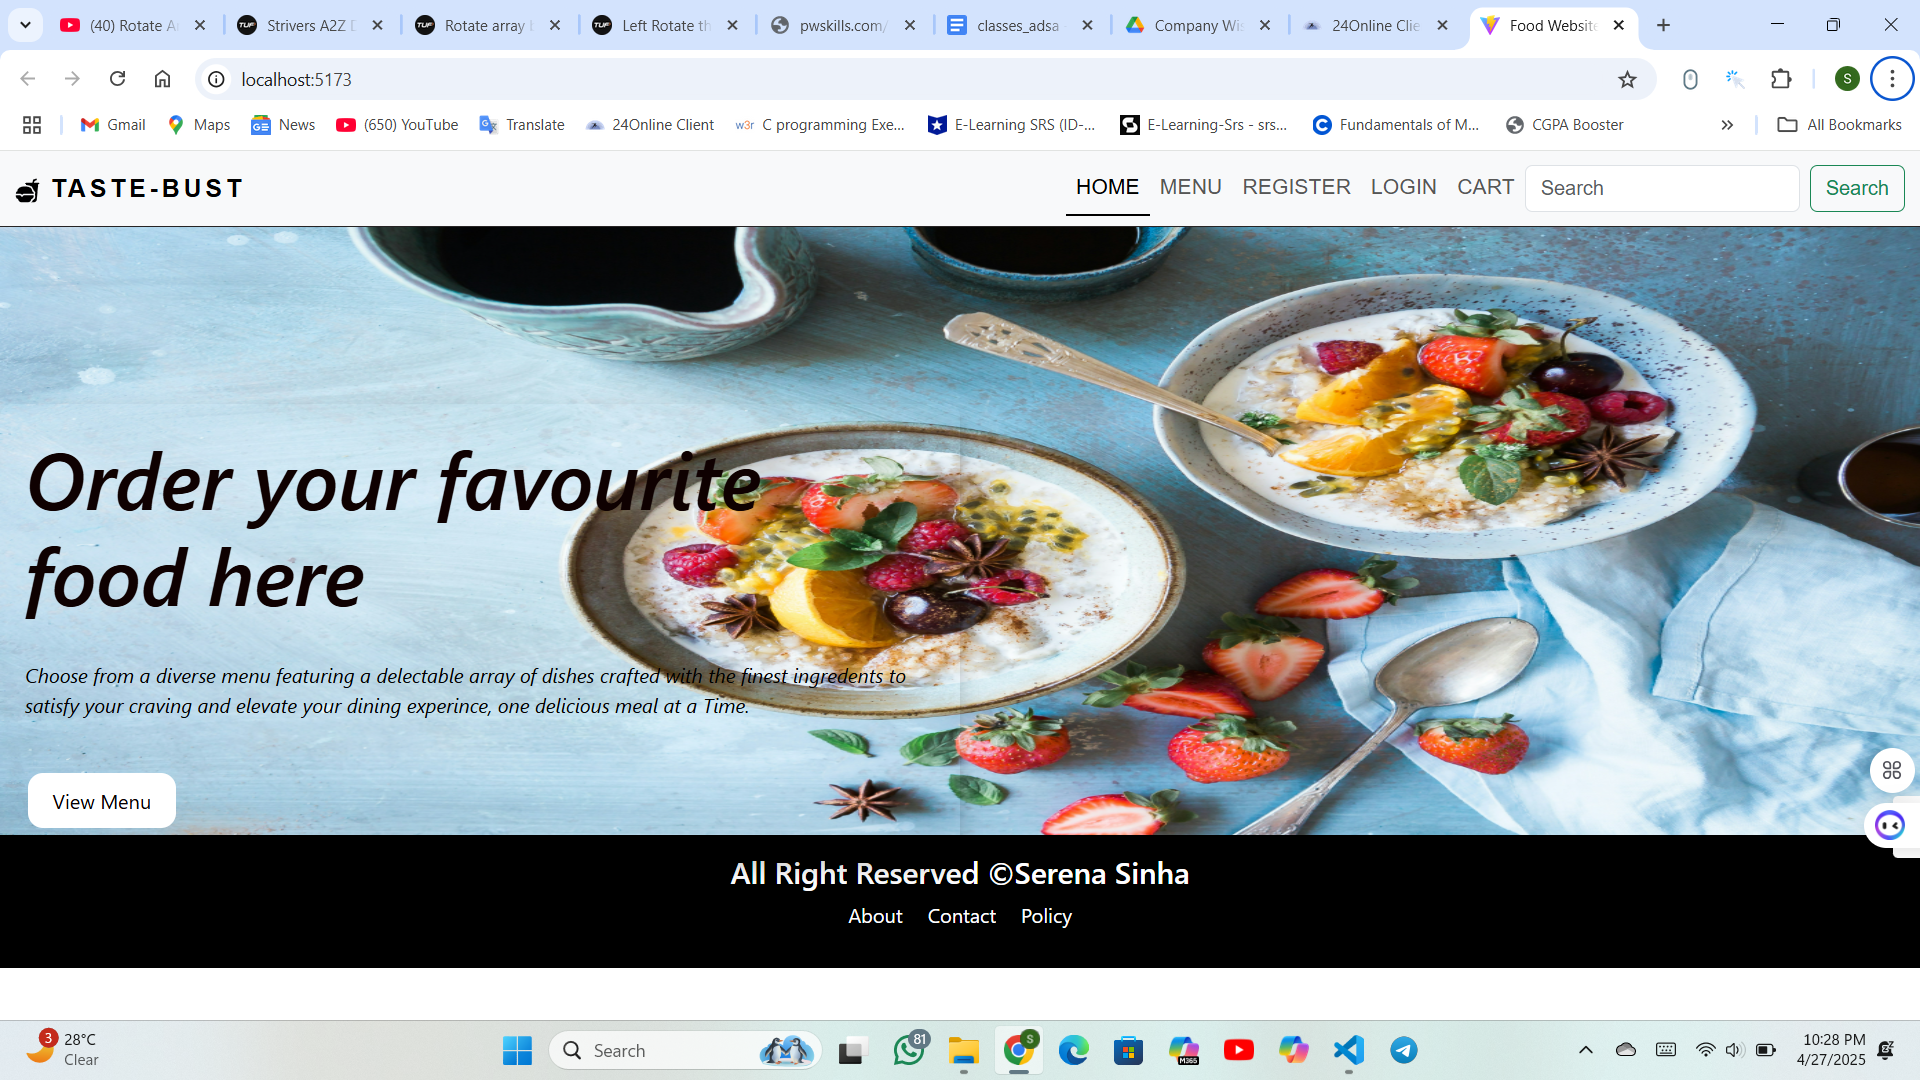 (40) Rotate A
Strivers A2Z D
Rotate array b
Left Rotate th
pwskills.com/
classes_adsa
Company Wi
24Online Clie
Food Website
localhost:5173
S
Gmail
Maps
News
(650) YouTube
Translate
24Online Client
w3r C programming Exe...
E-Learning SRS (ID-...
E-Learning-Srs - srs...
Fundamentals of M...
CGPA Booster
All Bookmarks
TASTE-BUST
HOME
MENU
REGISTER
LOGIN
CART
Search
Search
Order your favourite
food here
Choose from a diverse menu featuring a delectable array of dishes crafted with the finest ingredents to
satisfy your craving and elevate your dining experince, one delicious meal at a Time.
View Menu
All Right Reserved ©Serena Sinha
About Contact Policy
3
28°C
Clear
Search
81
S
M365
10:28 PM
4/27/2025